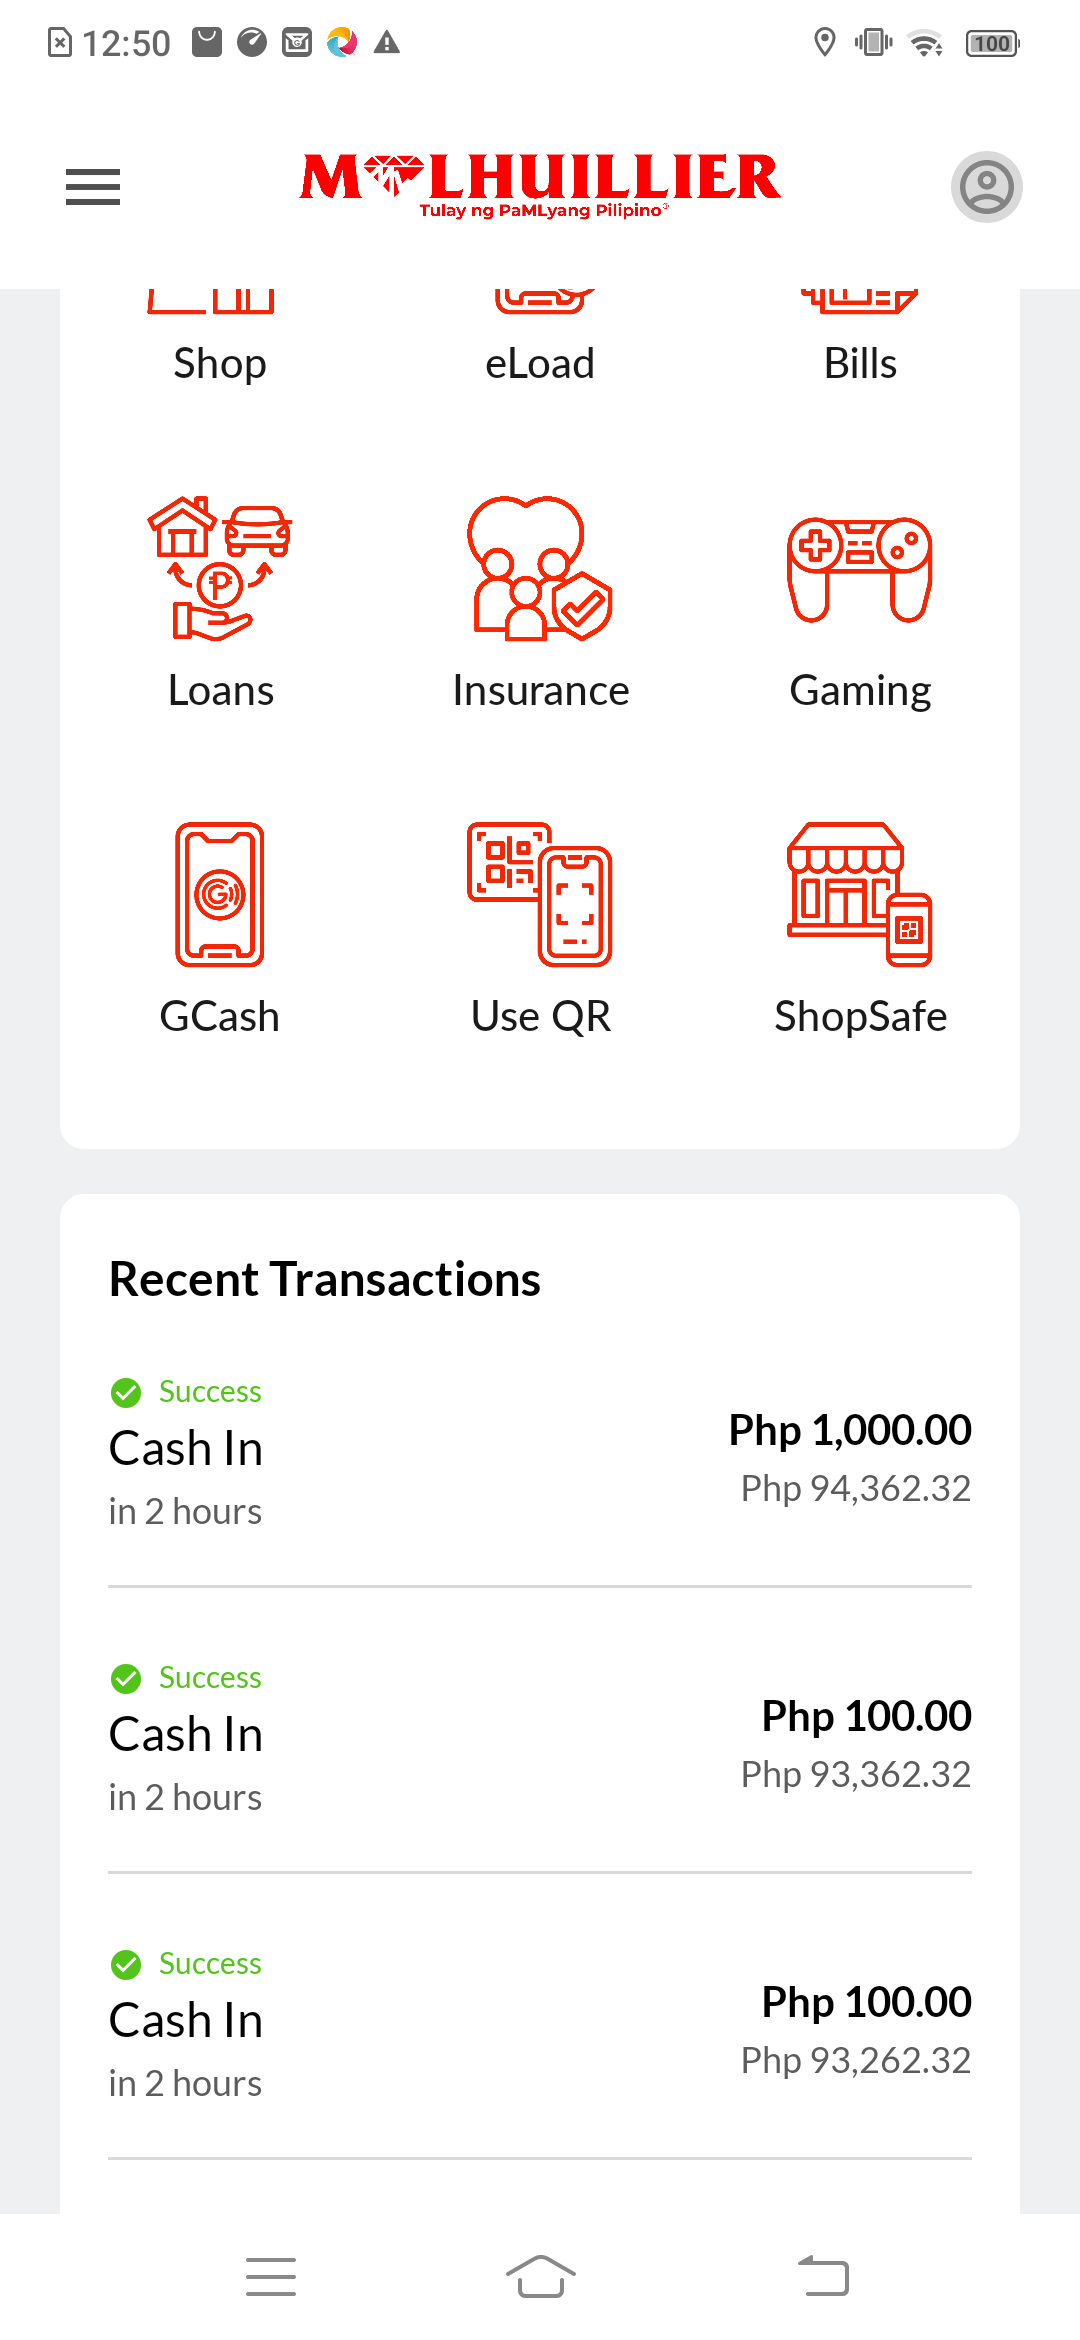 12:50
100
M LHUILLIER
Tulay ng PaMLyang Pilipino®
Shop
eLoad
Bills
Loans
Insurance
Gaming
GCash
Use QR
ShopSafe
Recent Transactions
Success
Cash In
Php 1,000.00
in 2 hours
Php 94,362.32
Success
Cash In
Php 100.00
in 2 hours
Php 93,362.32
Success
Cash In
Php 100.00
in 2 hours
Php 93,262.32